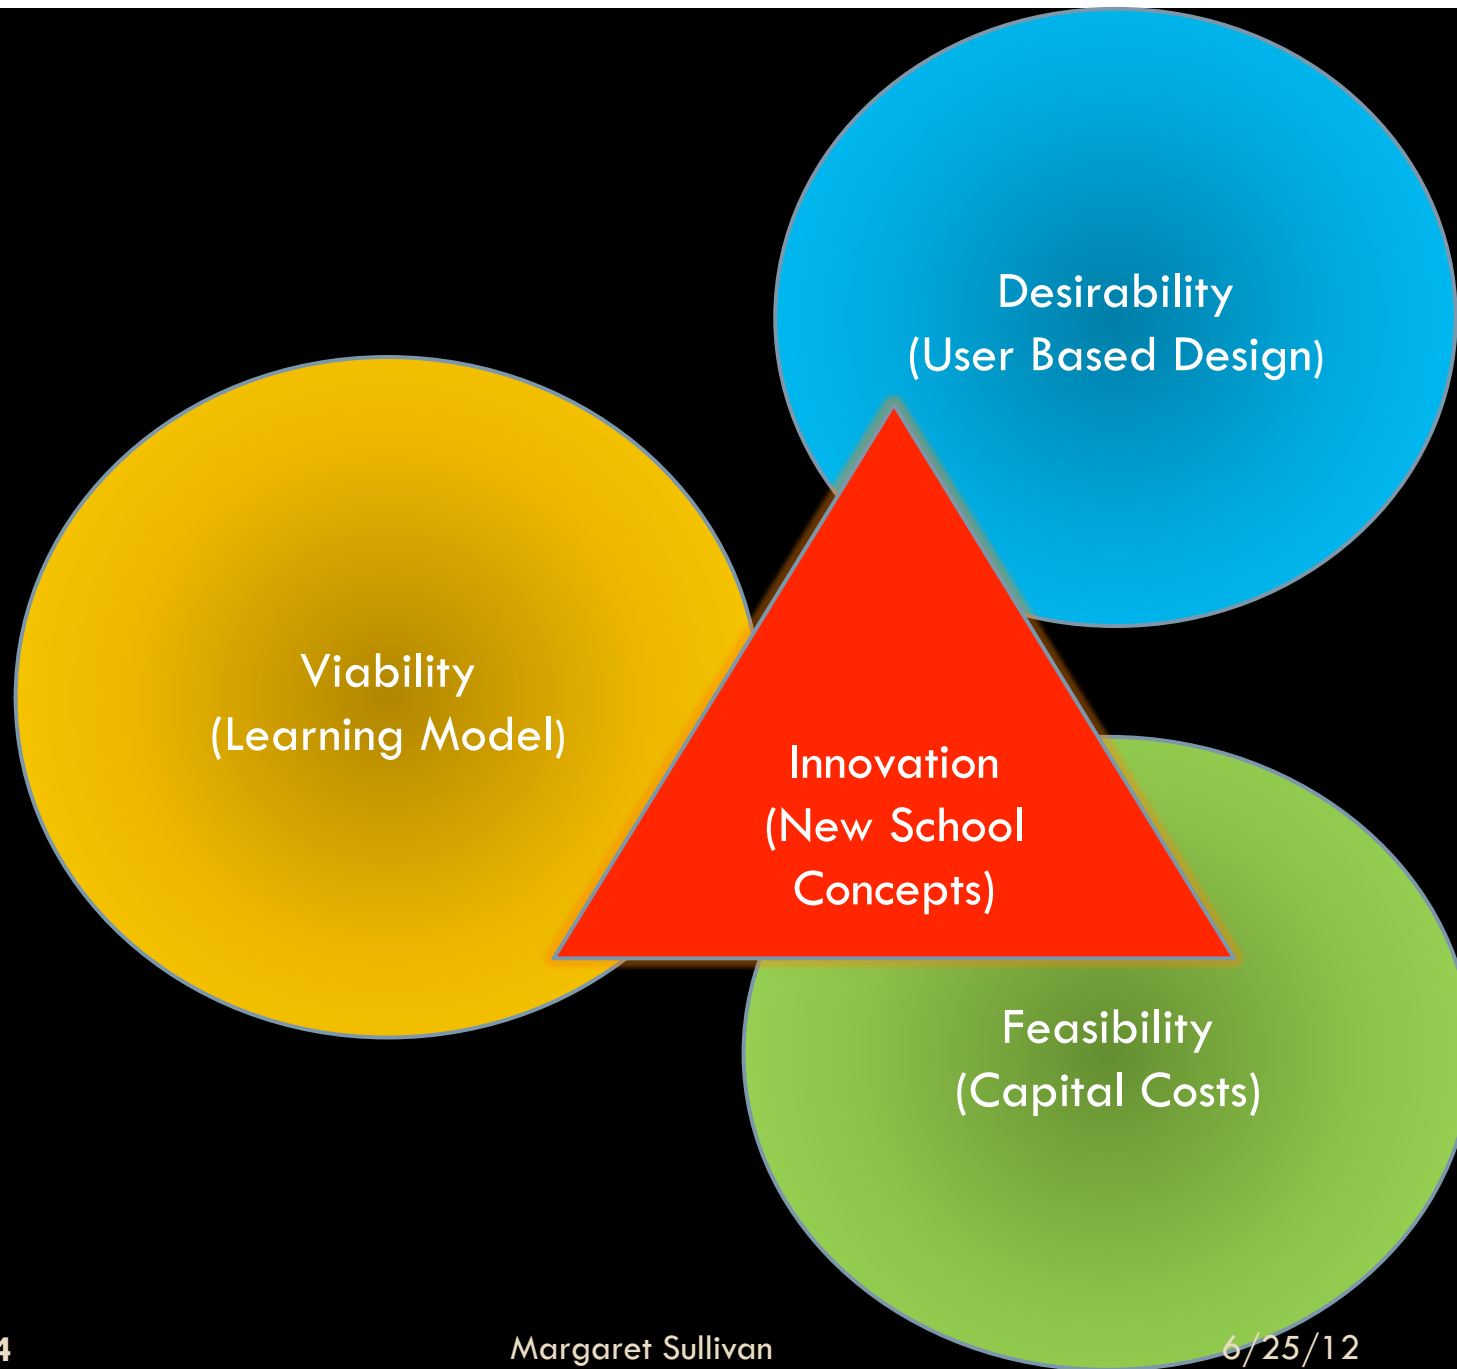 Desirability
(User Based Design)
Viability
(Learning Model)
Innovation
(New School
Concepts)
Feasibility
(Capital Costs)
4
Margaret Sullivan
6/25/12